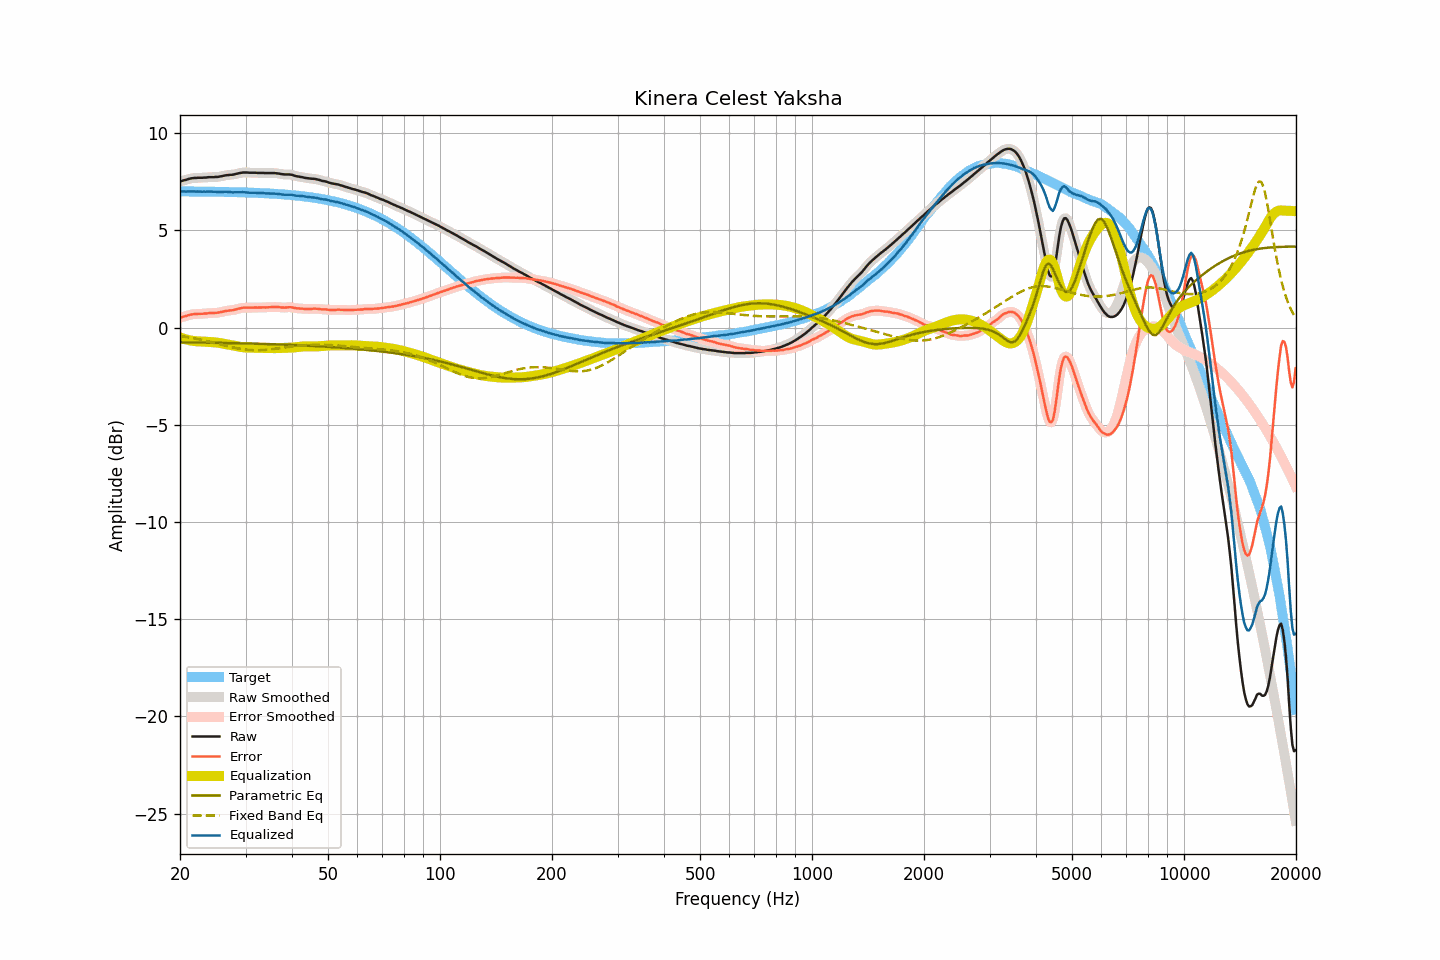 Kinera Celest Yaksha
10
5
0
−5
−10
−15
−20
−25
Amplitude (dBr)
Target
Raw Smoothed
Error Smoothed
Raw
Error
Equalization
Parametric Eq
Fixed Band Eq
Equalized
20 50 100 200 500 1000 2000 5000 10000 20000
Frequency (Hz)